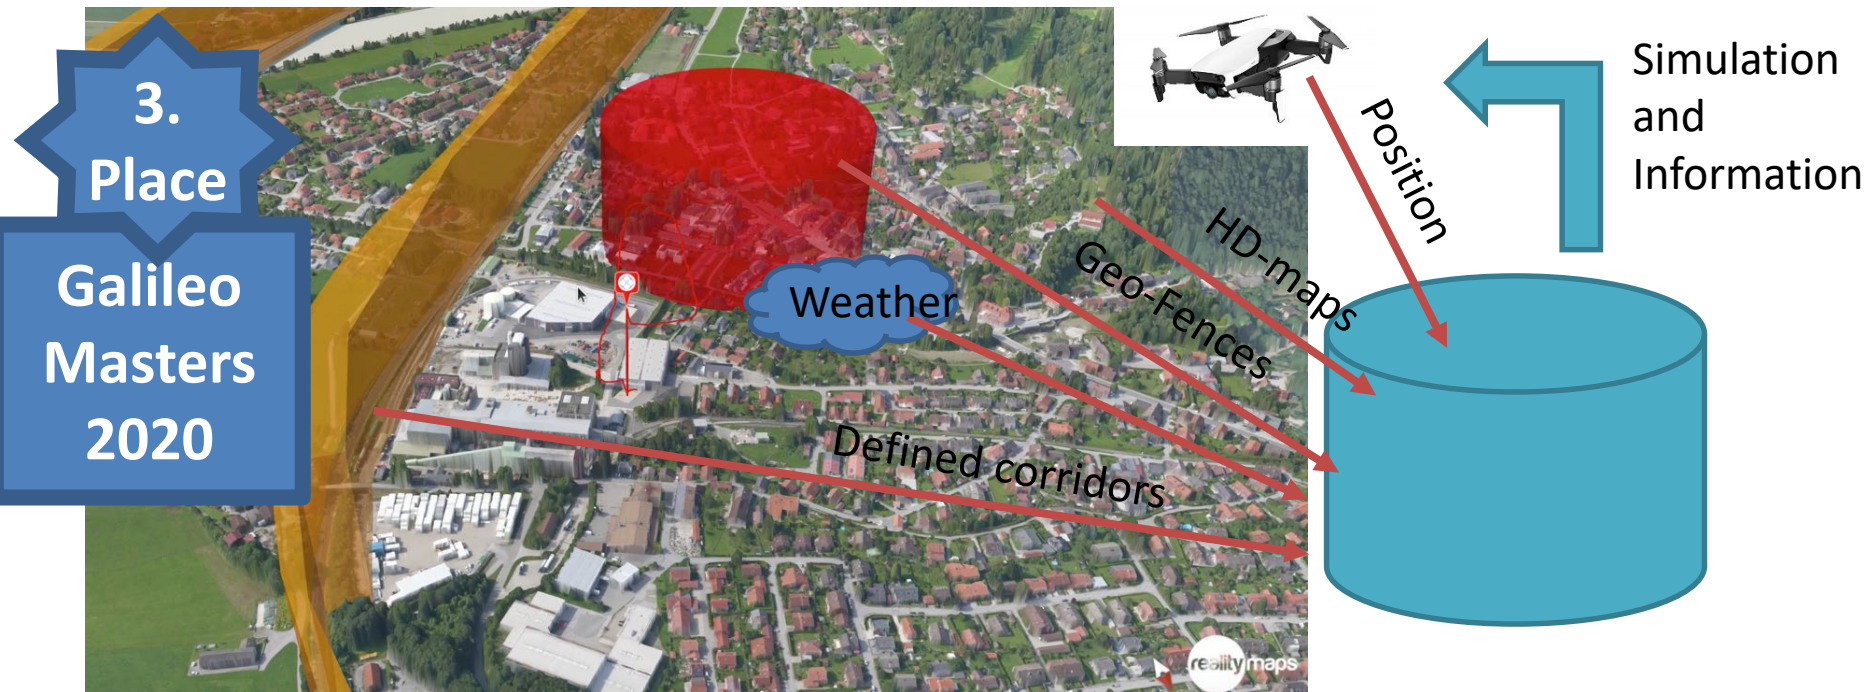 3.
Place
Galileo
Masters
2020
Weather
Defined corridors
Geo-Fences
HD-maps
Position
Simulation
and
Information
realitymaps